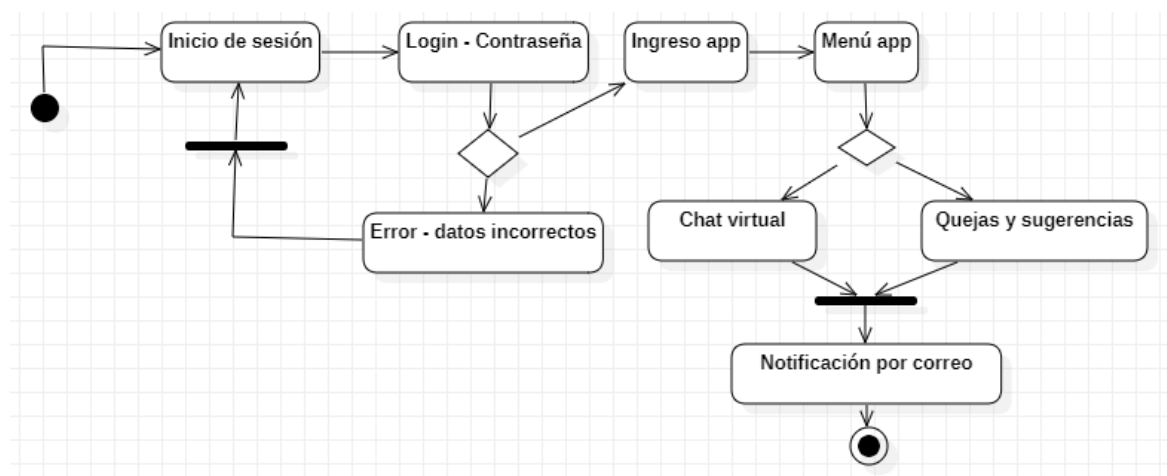 Inicio de sesión
Login - Contraseña
Ingreso app
Menú app
Error - datos incorrectos
Chat virtual
Quejas y sugerencias
Notificación por correo